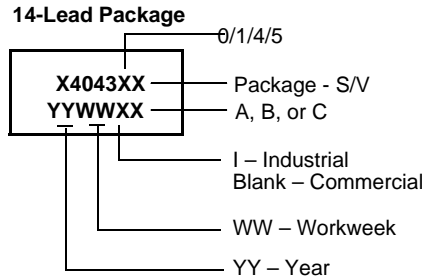 14-Lead Package
0/1/4/5
X4043XX
Package - S/V
YYWWXX
A, B, or C
I – Industrial
Blank – Commercial
WW – Workweek
YY – Year